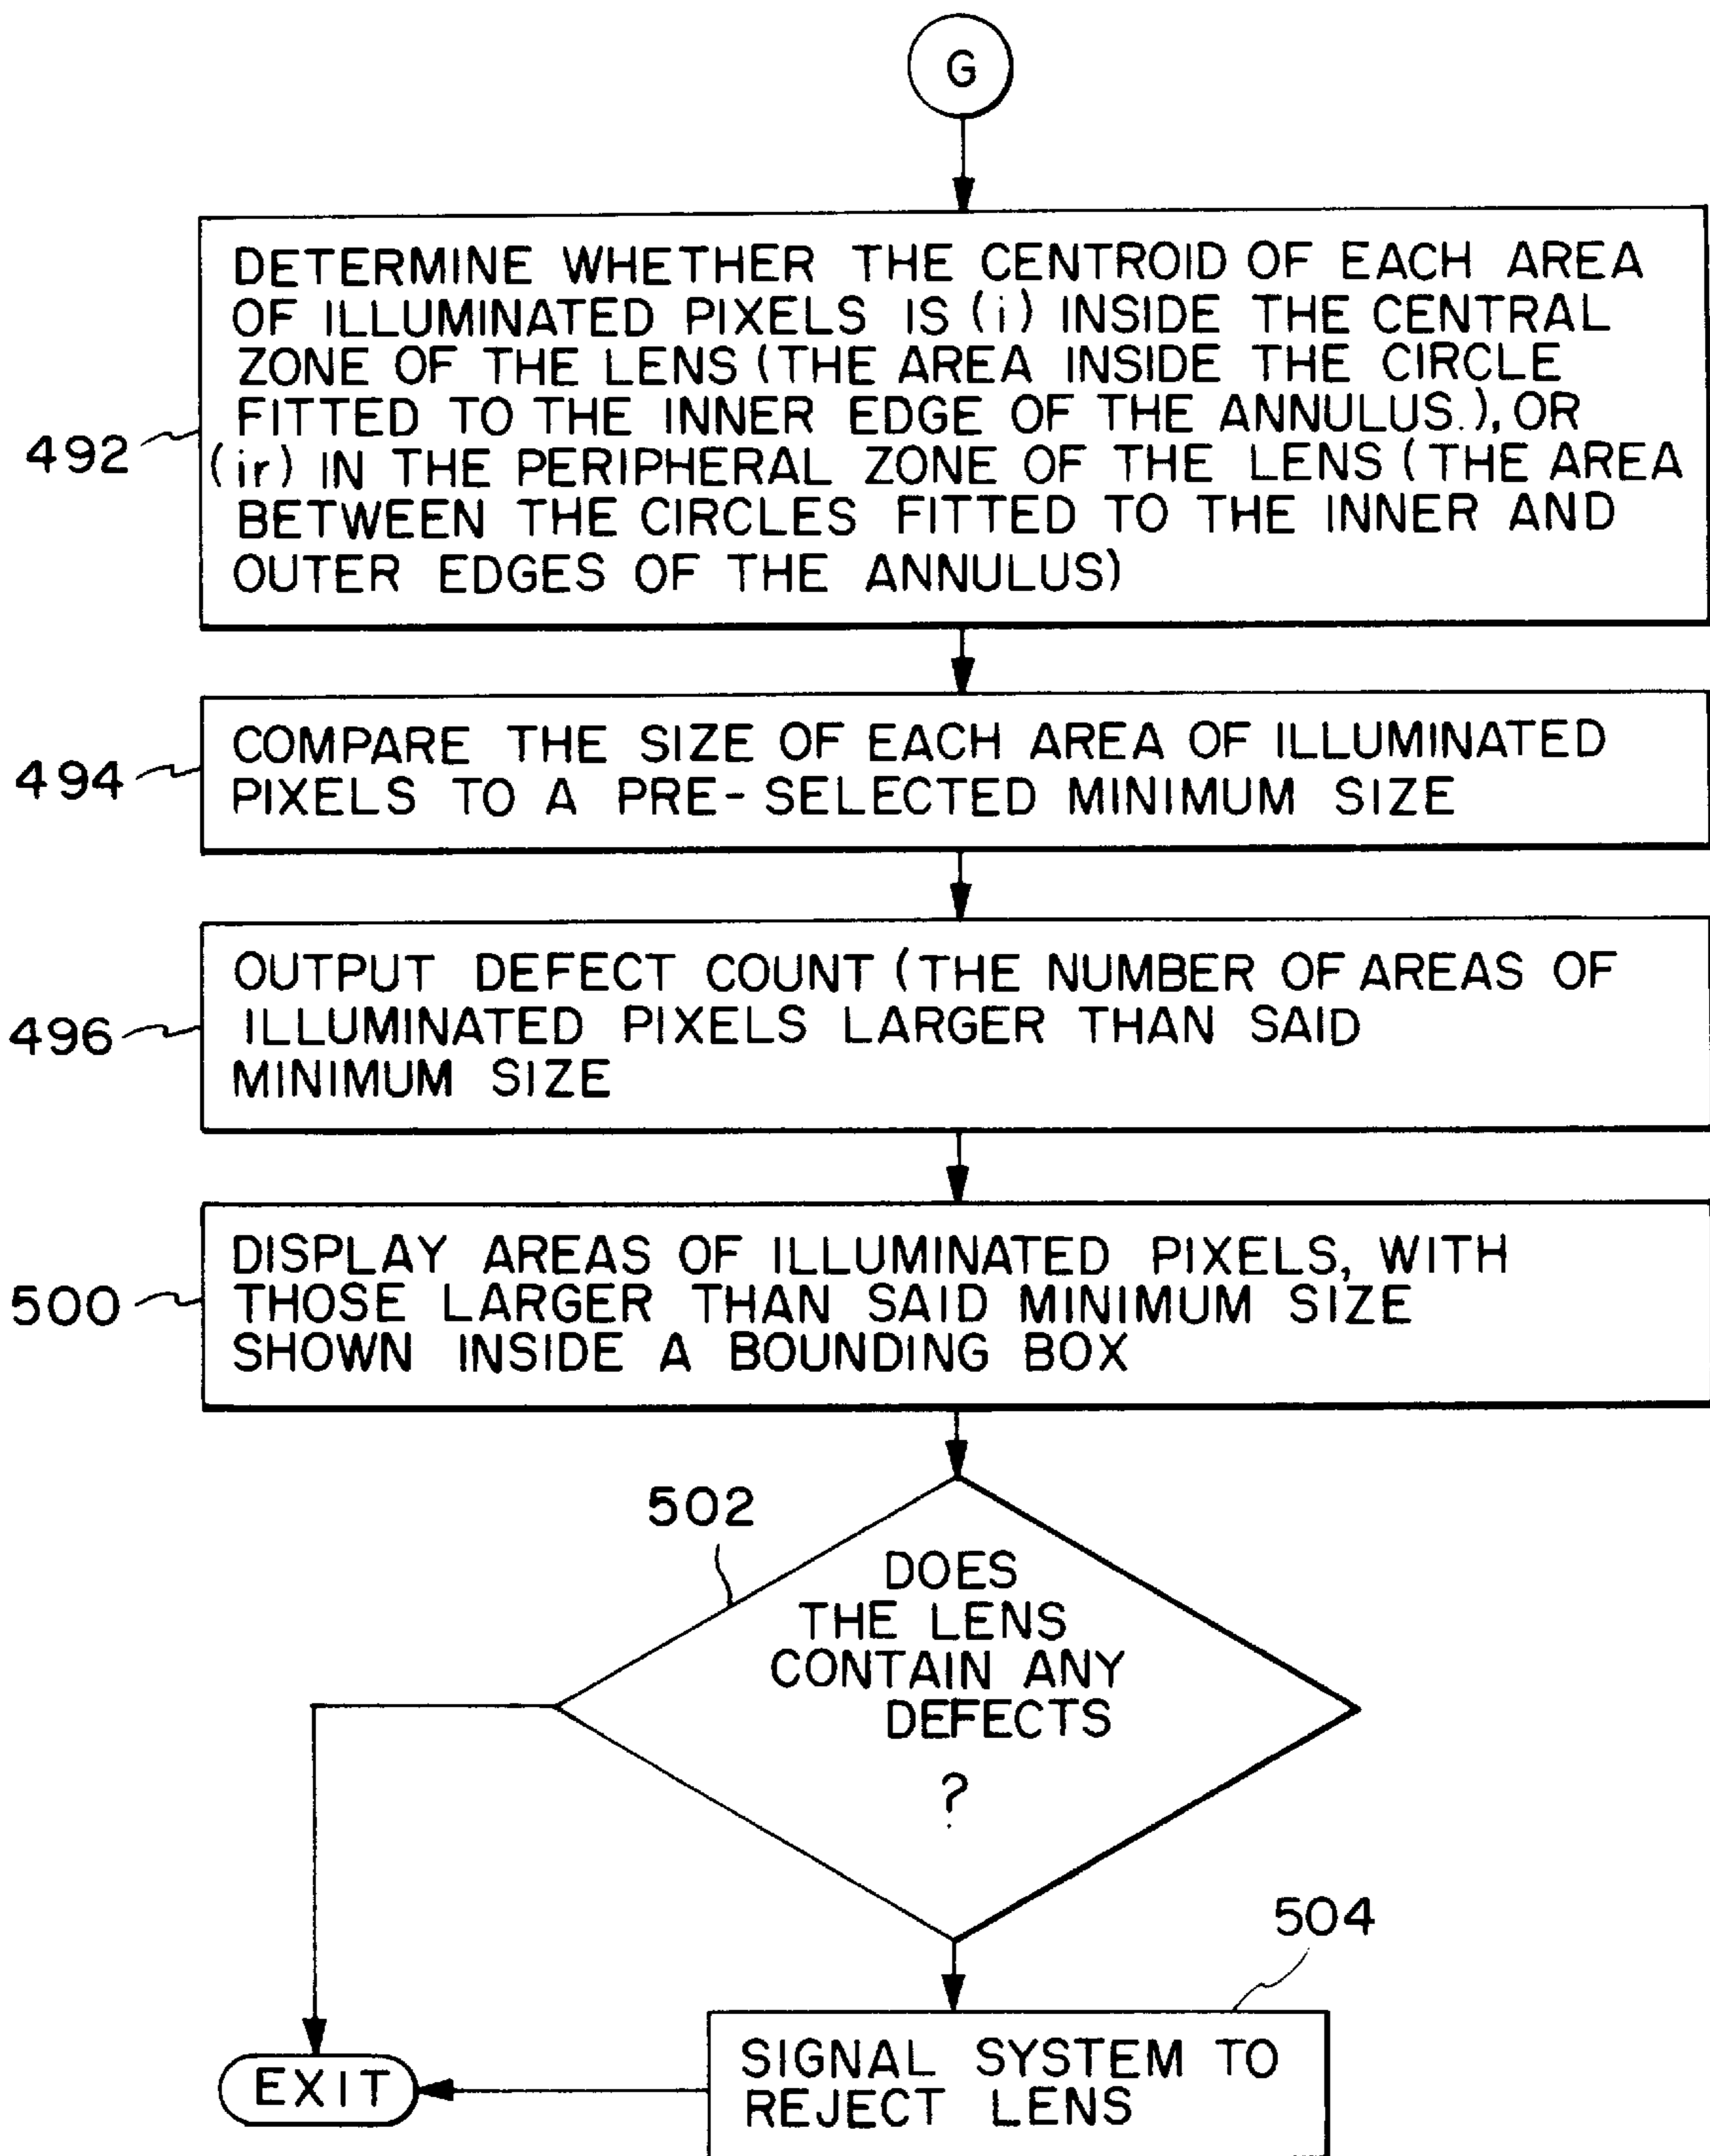 G
DETERMINE WHETHER THE CENTROID OF EACH AREA
OF ILLUMINATED PIXELS IS (i) INSIDE THE CENTRAL
ZONE OF THE LENS (THE AREA INSIDE THE CIRCLE
FITTED TO THE INNER EDGE OF THE ANNULUS.), OR
492
(ir) IN THE PERIPHERAL ZONE OF THE LENS (THE AREA
BETWEEN THE CIRCLES FITTED TO THE INNER AND
OUTER EDGES OF THE ANNULUS)
COMPARE THE SIZE OF EACH AREA OF ILLUMINATED
494
PIXELS TO A PRE-SELECTED MINIMUM SIZE
OUTPUT DEFECT COUNT (THE NUMBER OF AREAS OF
496
ILLUMINATED PIXELS LARGER THAN SAID
MINIMUM SIZE
DISPLAY AREAS OF ILLUMINATED PIXELS, WITH
500
THOSE LARGER THAN SAID MINIMUM SIZE
SHOWN INSIDE A BOUNDING BOX
502
DOES
THE LENS
CONTAIN ANY
DEFECTS
?
504
SIGNAL SYSTEM TO
REJECT LENS
EXIT